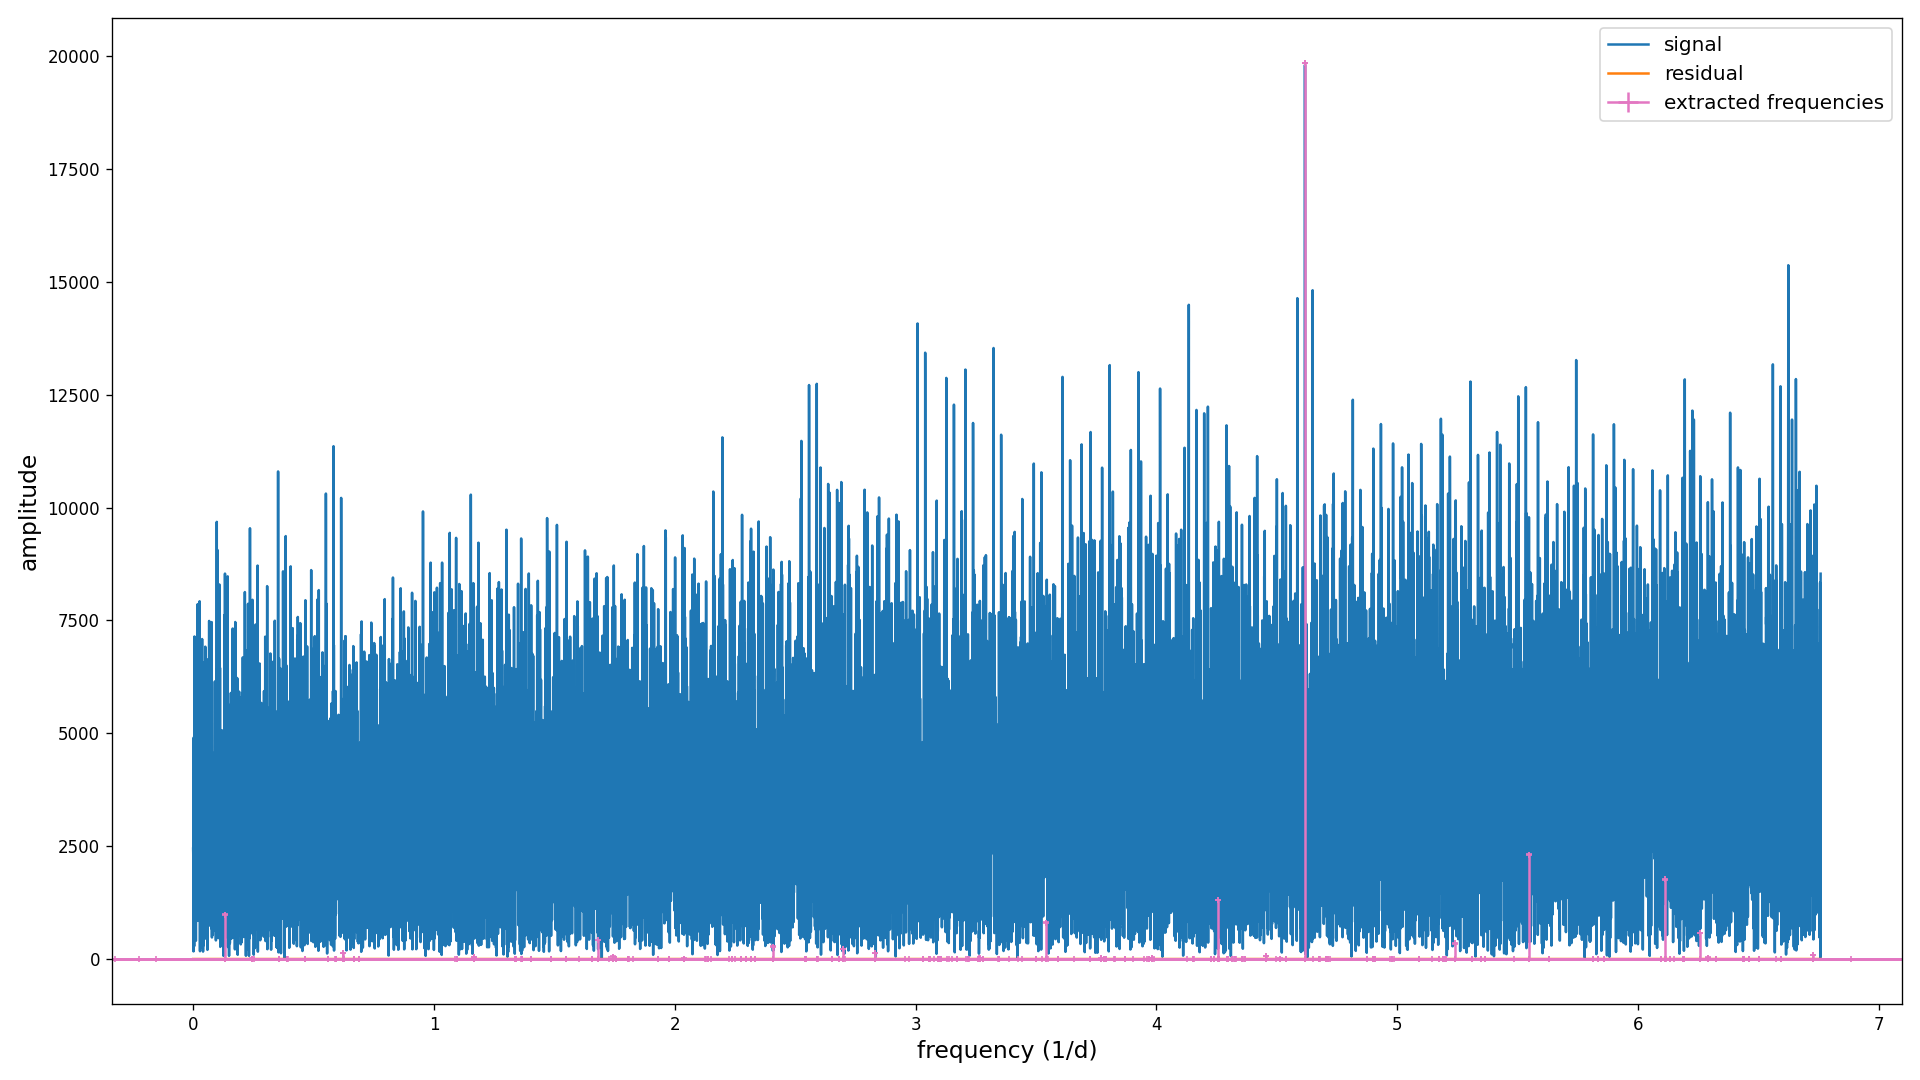 20000
17500
15000
12500
10000
7500
5000
2500
0
amplitude
0 1 2 3 4 5 6 7
frequency (1/d)
signal
residual
extracted frequencies